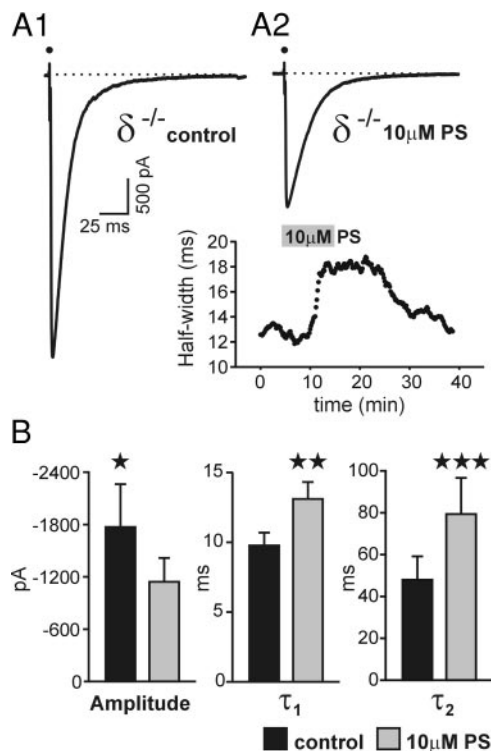 A1 A2
δ -/- control
δ -/- 10μM PS
500 pA
25 ms
10μM PS
Half-width (ms)
18
16
14
12
10
0 10 20 30 40
time (min)
B
★ ★★ ★★★
pA
-2400
-1800
-1200
-600
0
Amplitude
ms
15
10
5
0
τ1
ms
100
80
60
40
20
0
τ2
control 10μM PS